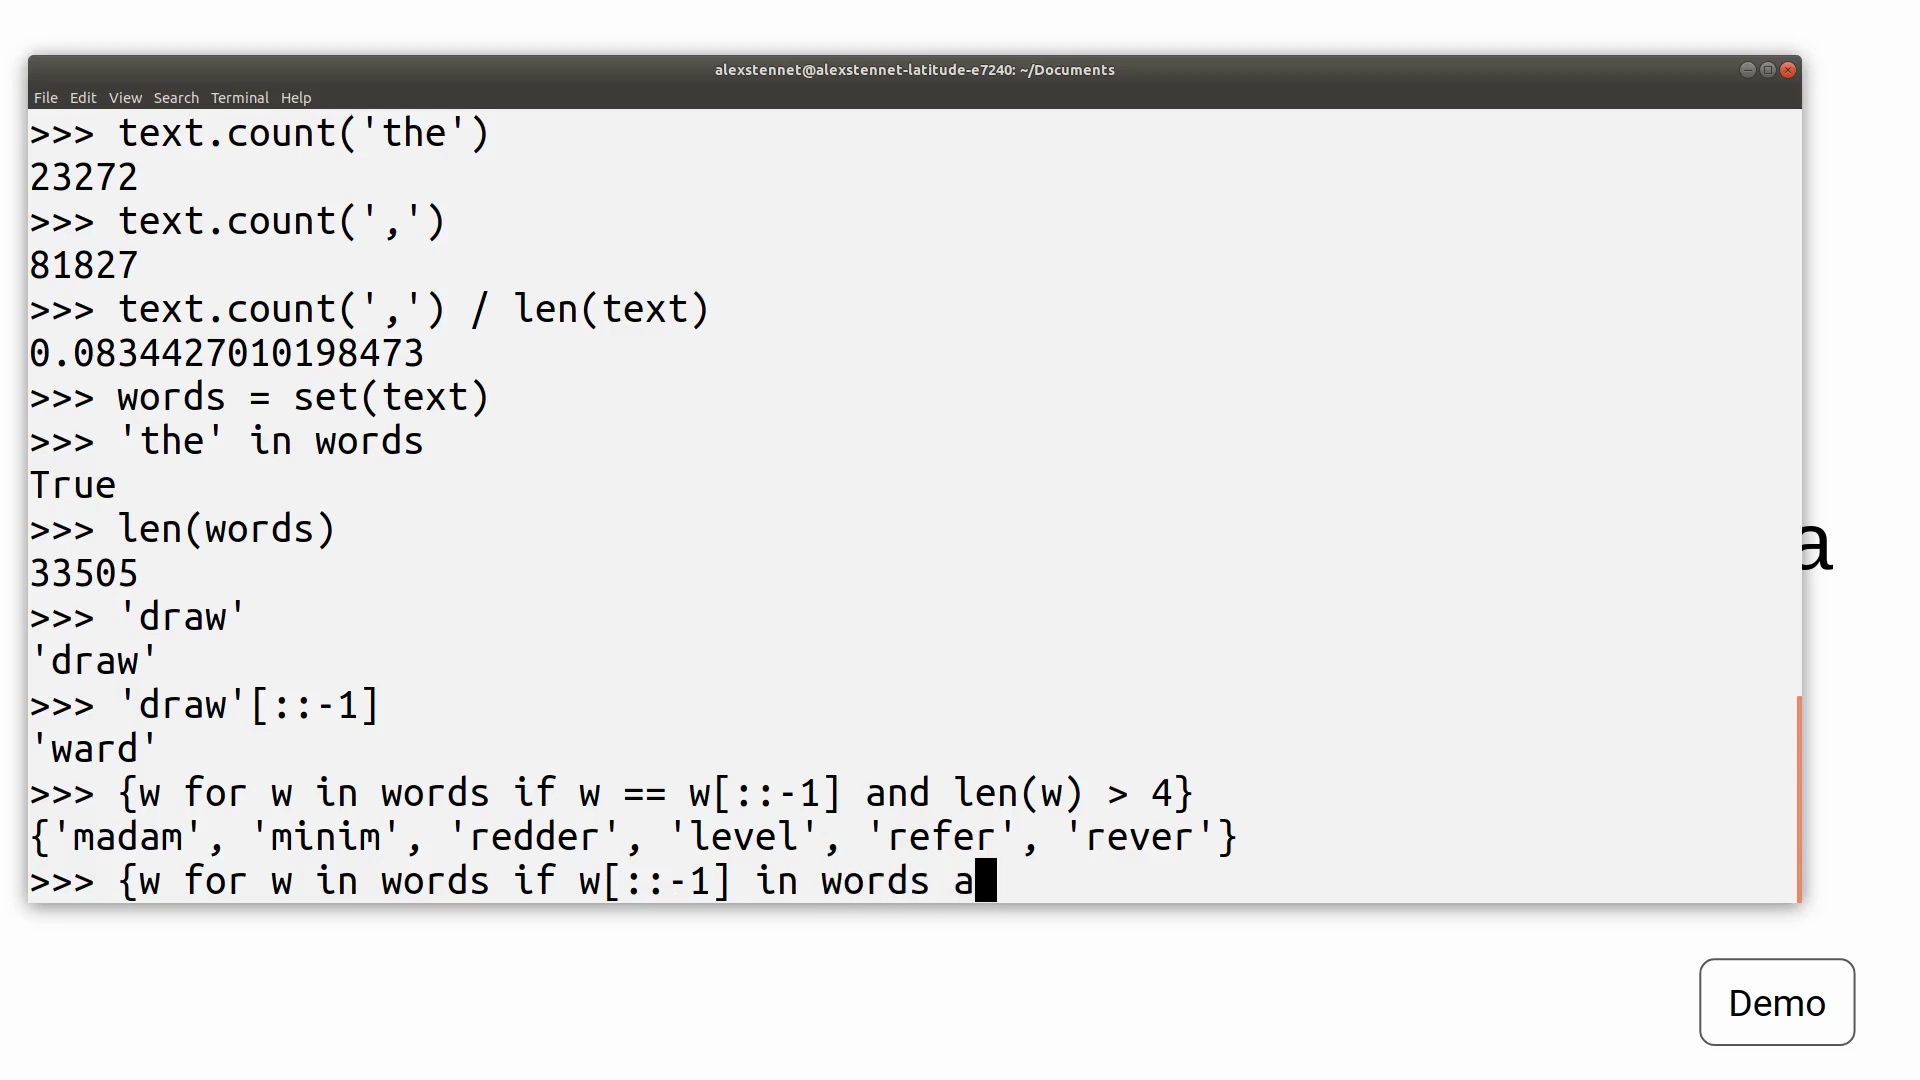 alexstennet@alexstennet-latitude-e7240: ~/Documents
File Edit View Search Terminal Help
>>> text.count('the')
23272
>>> text.count(',')
81827
>>> text.count(',') / len(text)
0.0834427010198473
>>> words = set(text)
>>> 'the' in words
True
>>> len(words)
33505
>>> 'draw'
'draw'
>>> 'draw'[::-1]
'ward'
>>> {w for w in words if w == w[::-1] and len(w) > 4}
{'madam', 'minim', 'redder', 'level', 'refer', 'rever'}
>>> {w for w in words if w[::-1] in words a
a
Demo